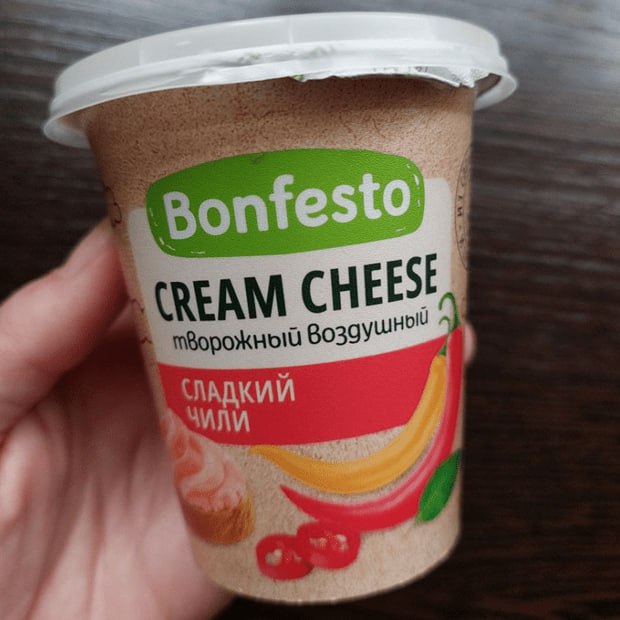 Bonfesto
CREAM CHEESE
творожный воздушный
СЛАДКИЙ
ЧИЛИ